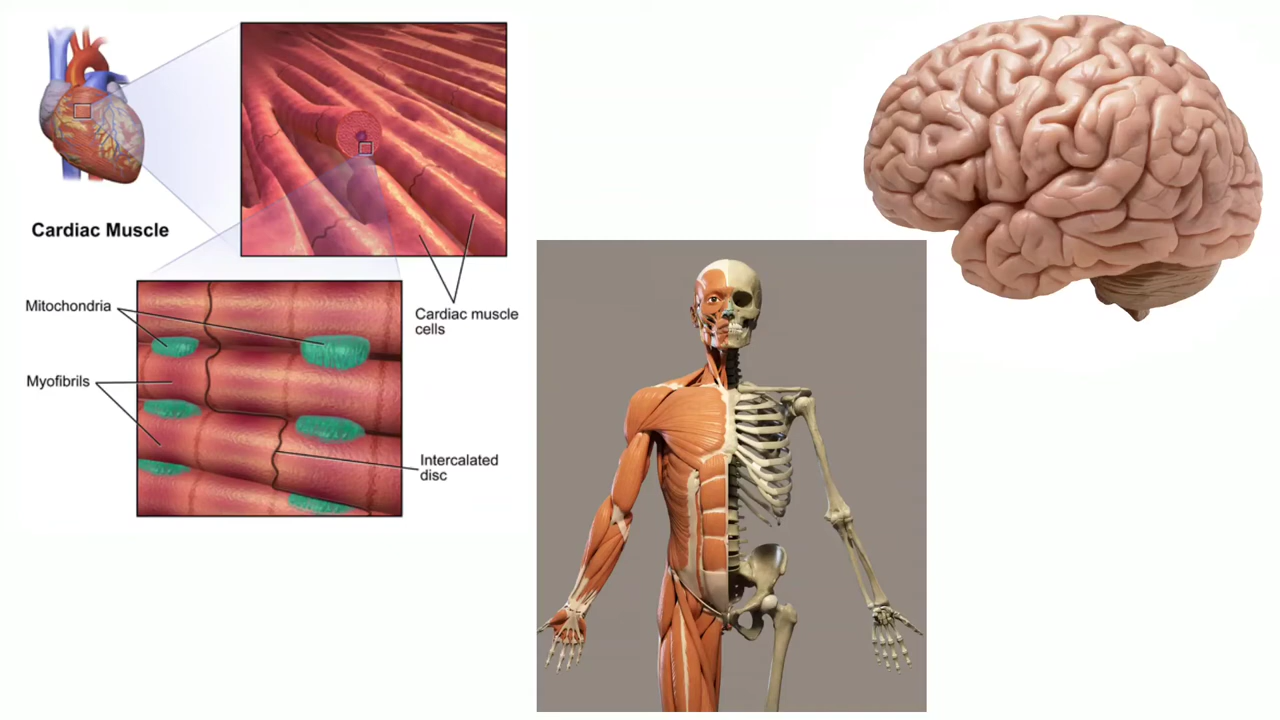 Cardiac Muscle
Mitochondria
Cardiac muscle
cells
Myofibrils
Intercalated
disc